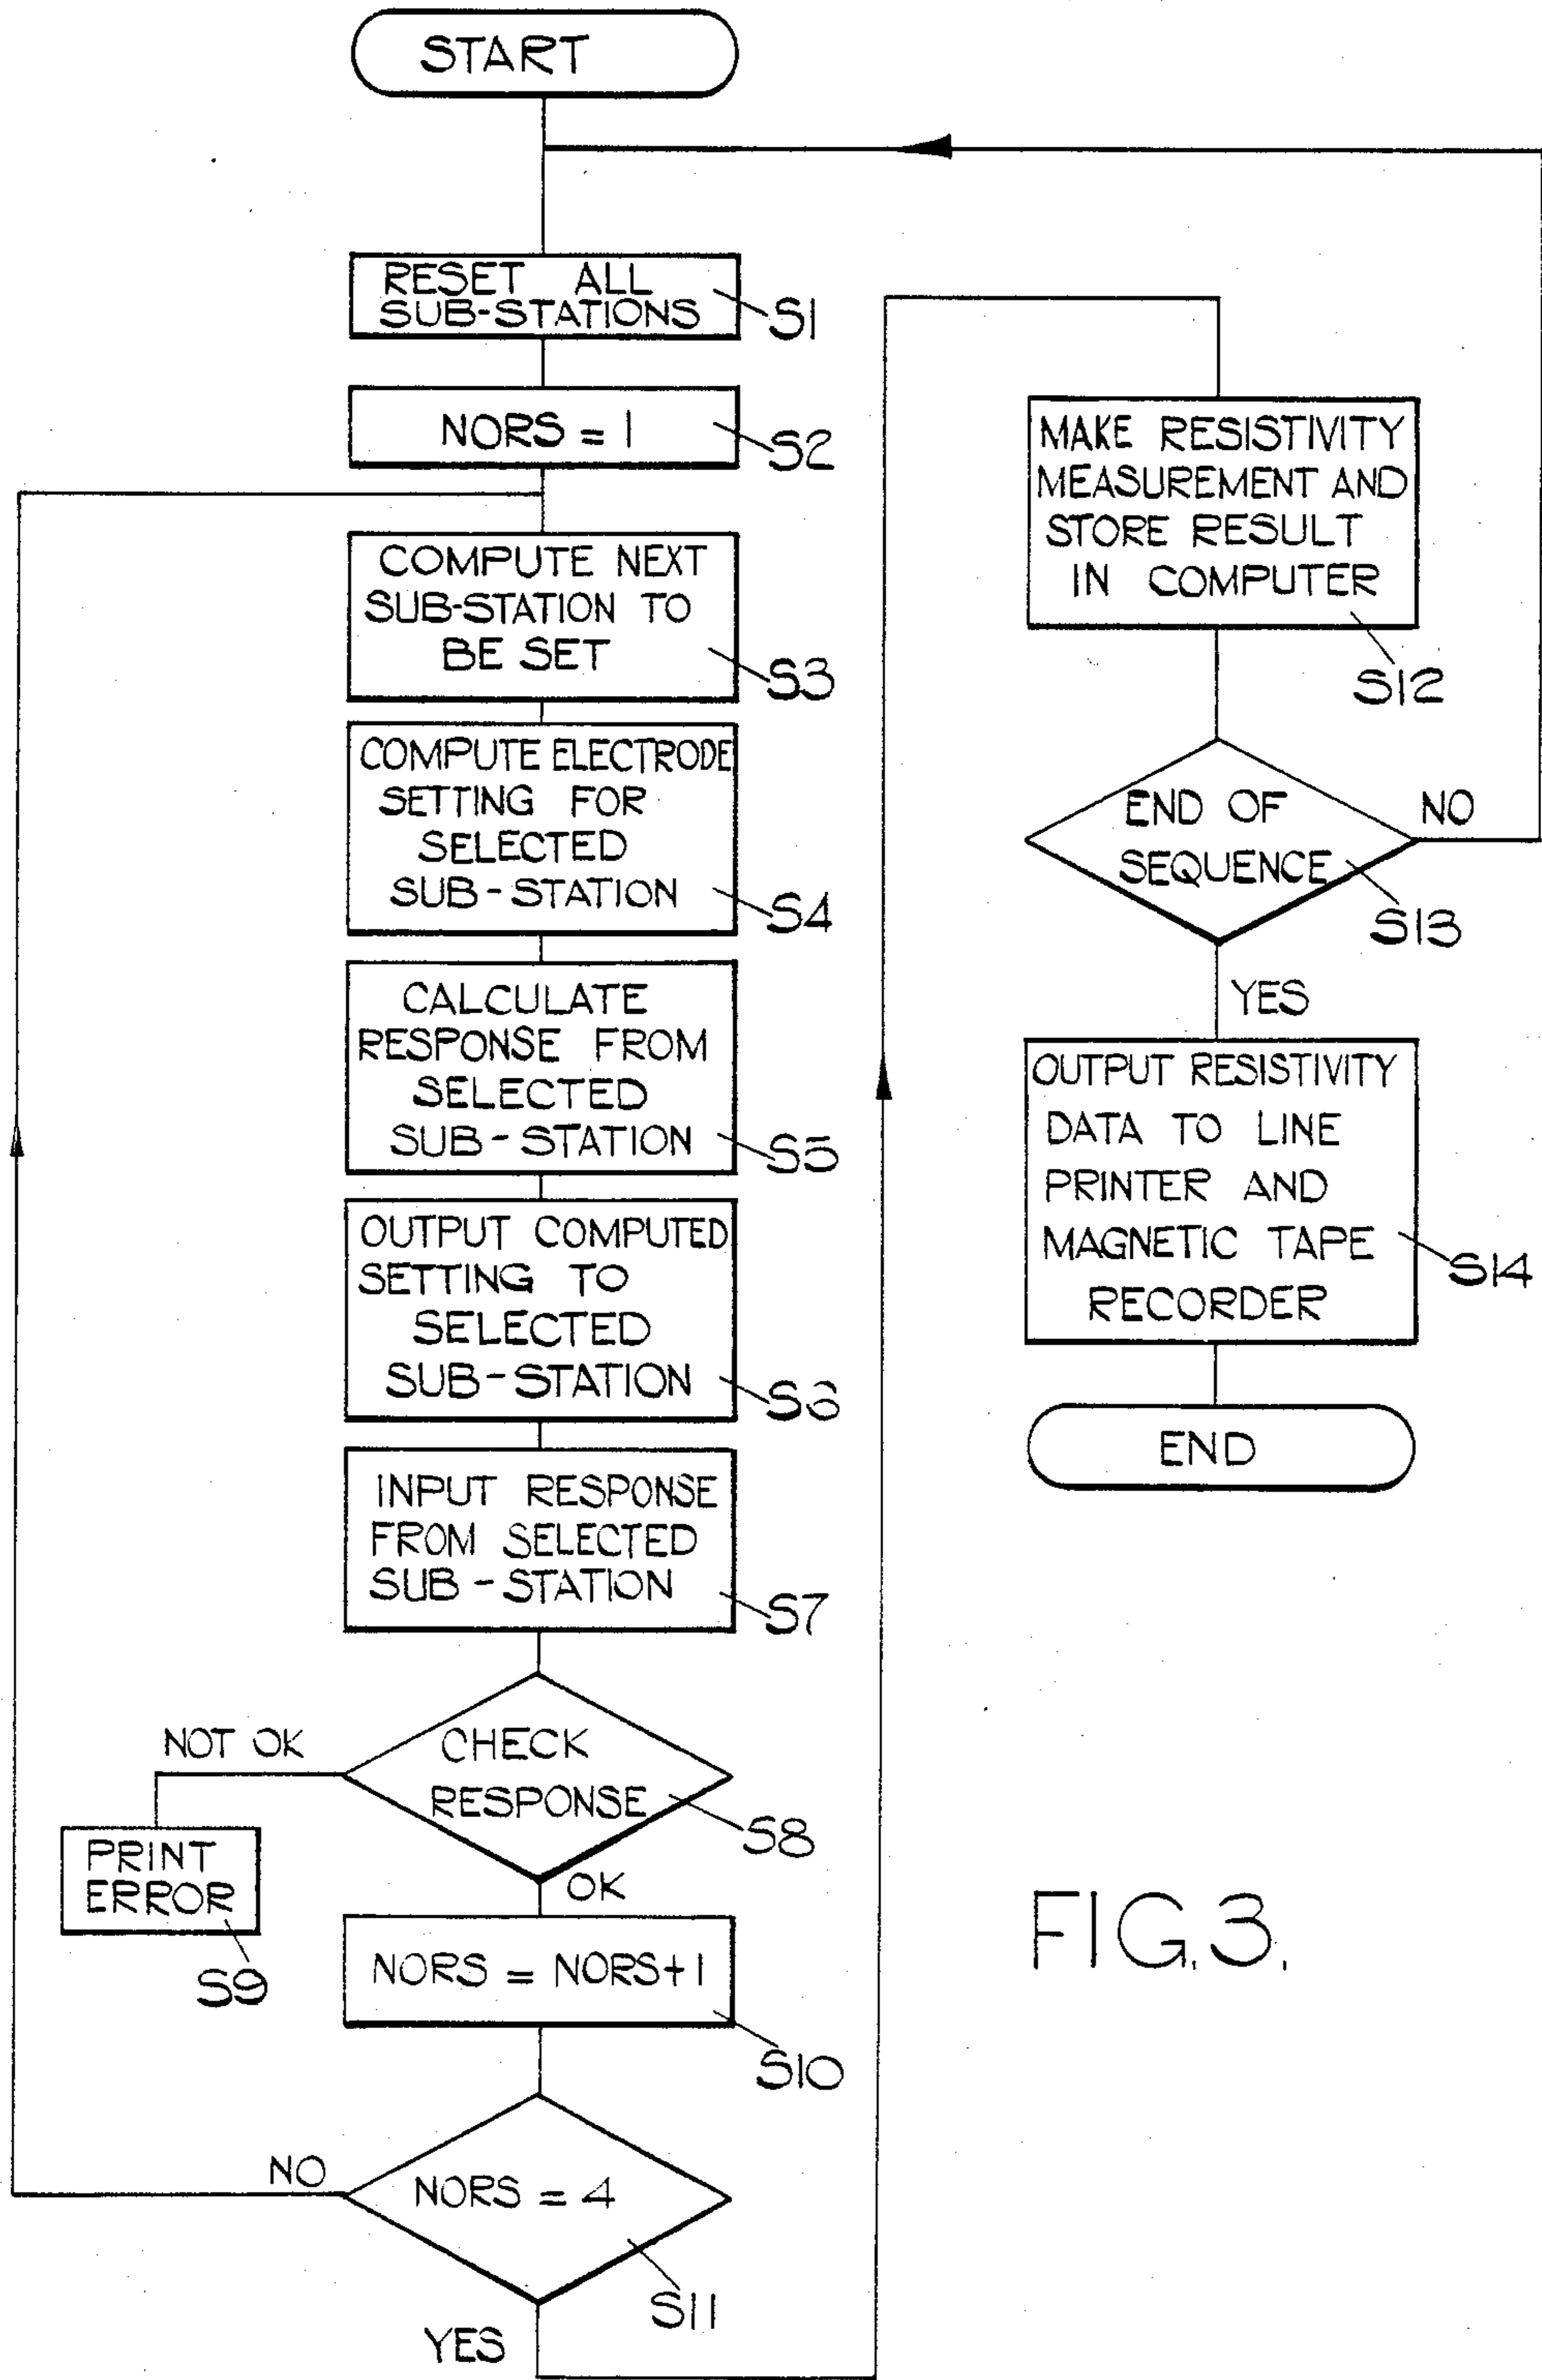 START
RESET ALL
SUB-STATIONS
S1
NORS = 1
S2
COMPUTE NEXT
SUB-STATION TO
BE SET
S3
COMPUTE ELECTRODE
SETTING FOR
SELECTED
SUB-STATION
S4
CALCULATE
RESPONSE FROM
SELECTED
SUB-STATION
S5
OUTPUT COMPUTED
SETTING TO
SELECTED
SUB-STATION
S6
INPUT RESPONSE
FROM SELECTED
SUB-STATION
S7
CHECK
RESPONSE
S8
NOT OK
PRINT
ERROR
S9
OK
NORS = NORS+1
S10
NORS = 4
S11
NO
YES
MAKE RESISTIVITY
MEASUREMENT AND
STORE RESULT
IN COMPUTER
S12
END OF
SEQUENCE
S13
NO
YES
OUTPUT RESISTIVITY
DATA TO LINE
PRINTER AND
MAGNETIC TAPE
RECORDER
S14
END
FIG.3.